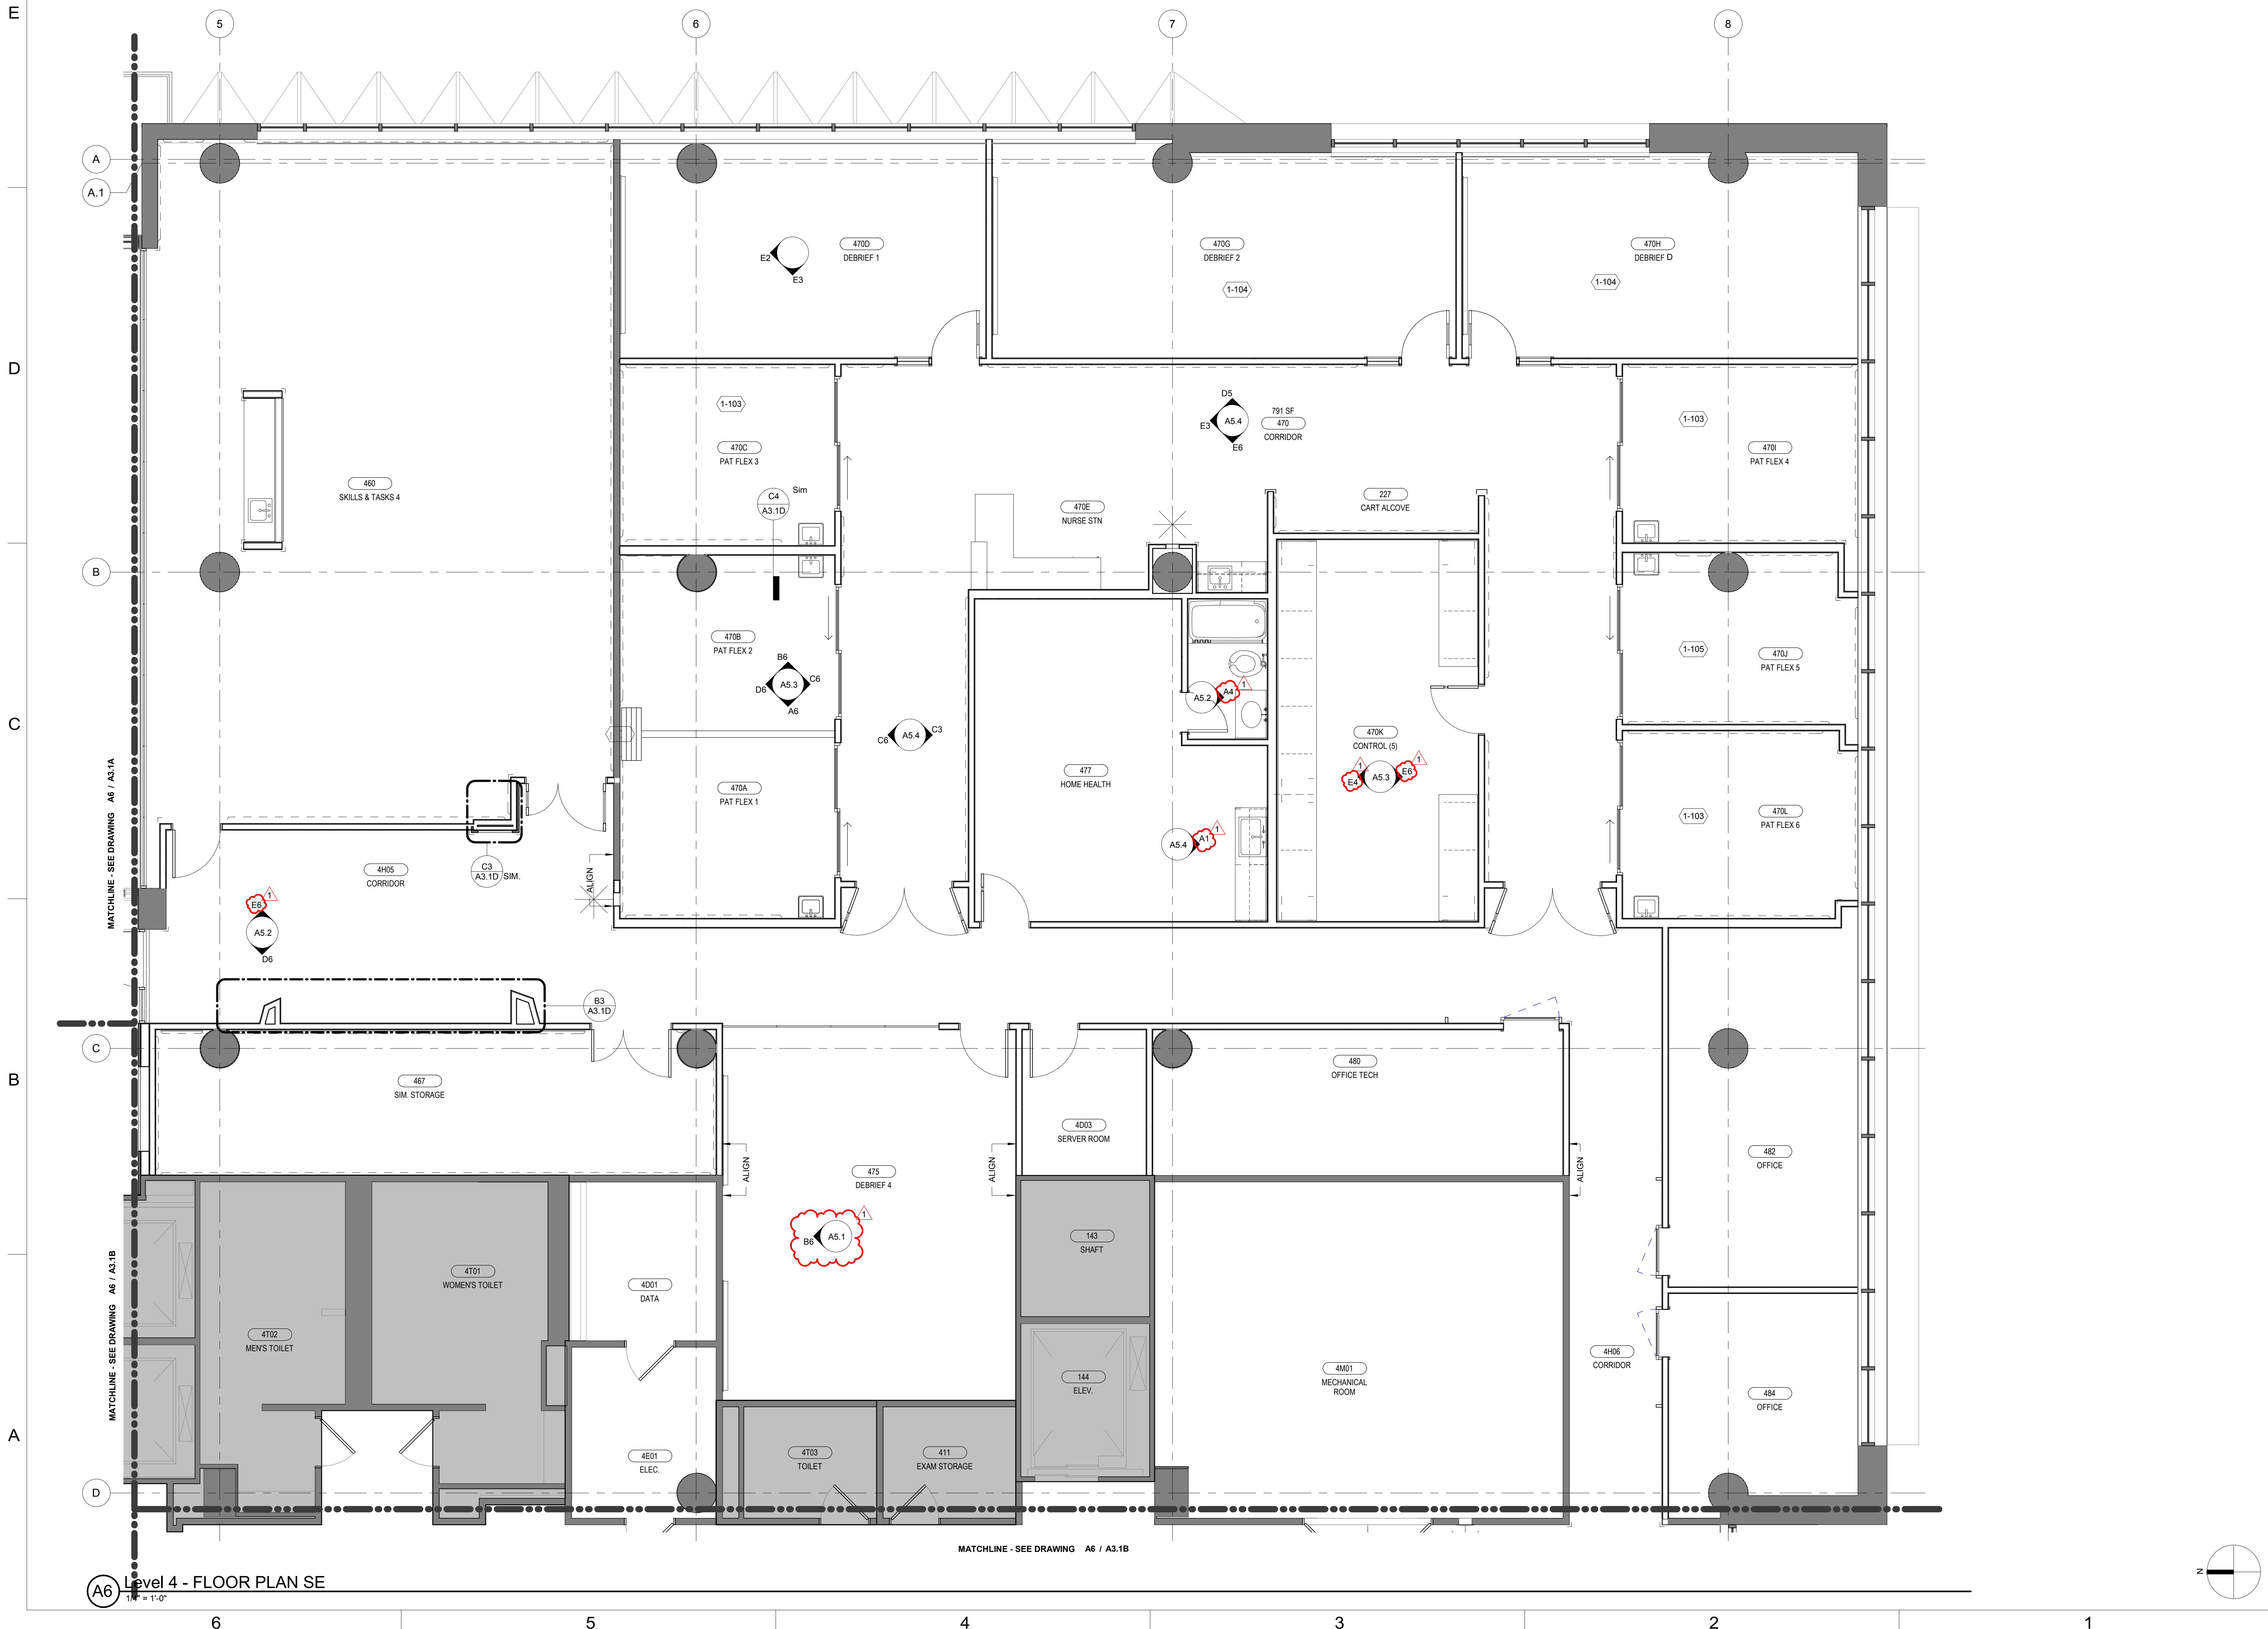 E
5
6
7
8
A
A.1
470D
DEBRIEF 1
E2
E3
470G
DEBRIEF 2
1-104
470H
DEBRIEF D
1-104
D
1-103
470C
PAT FLEX 3
C4
A3.1D
Sim
D5
A5.4
E3
E6
791 SF
470
CORRIDOR
1-103
470I
PAT FLEX 4
460
SKILLS & TASKS 4
470E
NURSE STN
227
CART ALCOVE
B
470B
PAT FLEX 2
B6
A5.3
C6
D6
A6
1-105
470J
PAT FLEX 5
A5.2
A4
1
C
C6
A5.4
C3
470K
CONTROL (5)
1
E4
A5.3
E6
1
477
HOME HEALTH
470A
PAT FLEX 1
1-103
470L
PAT FLEX 6
A5.4
A1
1
MATCHLINE - SEE DRAWING A6 / A3.1A
C3
A3.1D
SIM.
ALIGN
4H05
CORRIDOR
E6
1
A5.2
D6
B3
A3.1D
C
B
467
SIM. STORAGE
480
OFFICE TECH
4D03
SERVER ROOM
482
OFFICE
ALIGN
475
DEBRIEF 4
ALIGN
ALIGN
B6
A5.1
1
143
SHAFT
4T01
WOMEN'S TOILET
4D01
DATA
4T02
MEN'S TOILET
MATCHLINE - SEE DRAWING A6 / A3.1B
4M01
MECHANICAL
ROOM
4H06
CORRIDOR
144
ELEV.
484
OFFICE
A
4E01
ELEC.
4T03
TOILET
411
EXAM STORAGE
D
MATCHLINE - SEE DRAWING A6 / A3.1B
A6
Level 4 - FLOOR PLAN SE
1/4" = 1'-0"
N
6
5
4
3
2
1